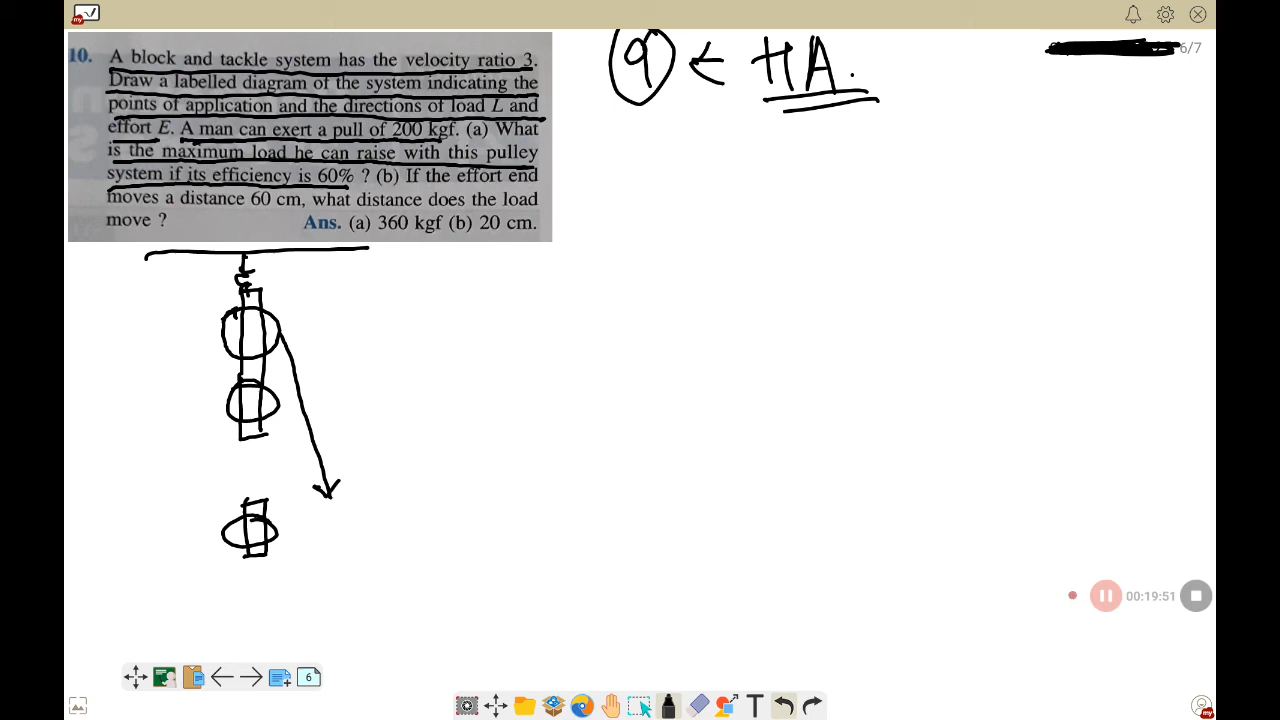 10. A block and tackle system has the velocity ratio 3.
Draw a labelled diagram of the system indicating the
points of application and the directions of load L and
effort E. A man can exert a pull of 200 kgf. (a) What
is the maximum load he can raise with this pulley
system if its efficiency is 60% ? (b) If the effort end
moves a distance 60 cm, what distance does the load
move ? Ans. (a) 360 kgf (b) 20 cm.
9 ← HA.
6/7
00:19:51
6
T
my
my